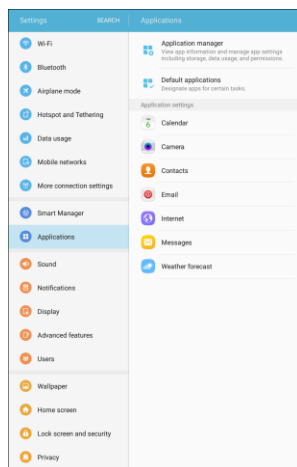 Settings
SEARCH
Wi-Fi
Bluetooth
Airplane mode
Hotspot and Tethering
Data usage
Mobile networks
More connection settings
Smart Manager
Applications
Sound
Notifications
Display
Advanced features
Users
Wallpaper
Home screen
Lock screen and security
Privacy
Applications
Application manager
View app information and manage app settings
including storage, data usage, and permissions.
Default applications
Designate apps for certain tasks.
Application settings
6
Calendar
Camera
Contacts
Email
Internet
Messages
Weather forecast